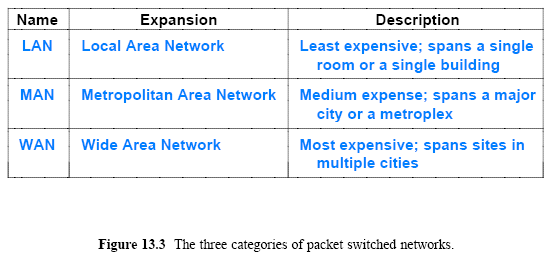 Name Expansion Description
LAN Local Area Network Least expensive; spans a single
room or a single building
MAN Metropolitan Area Network Medium expense; spans a major
city or a metroplex
WAN Wide Area Network Most expensive; spans sites in
multiple cities
Figure 13.3 The three categories of packet switched networks.